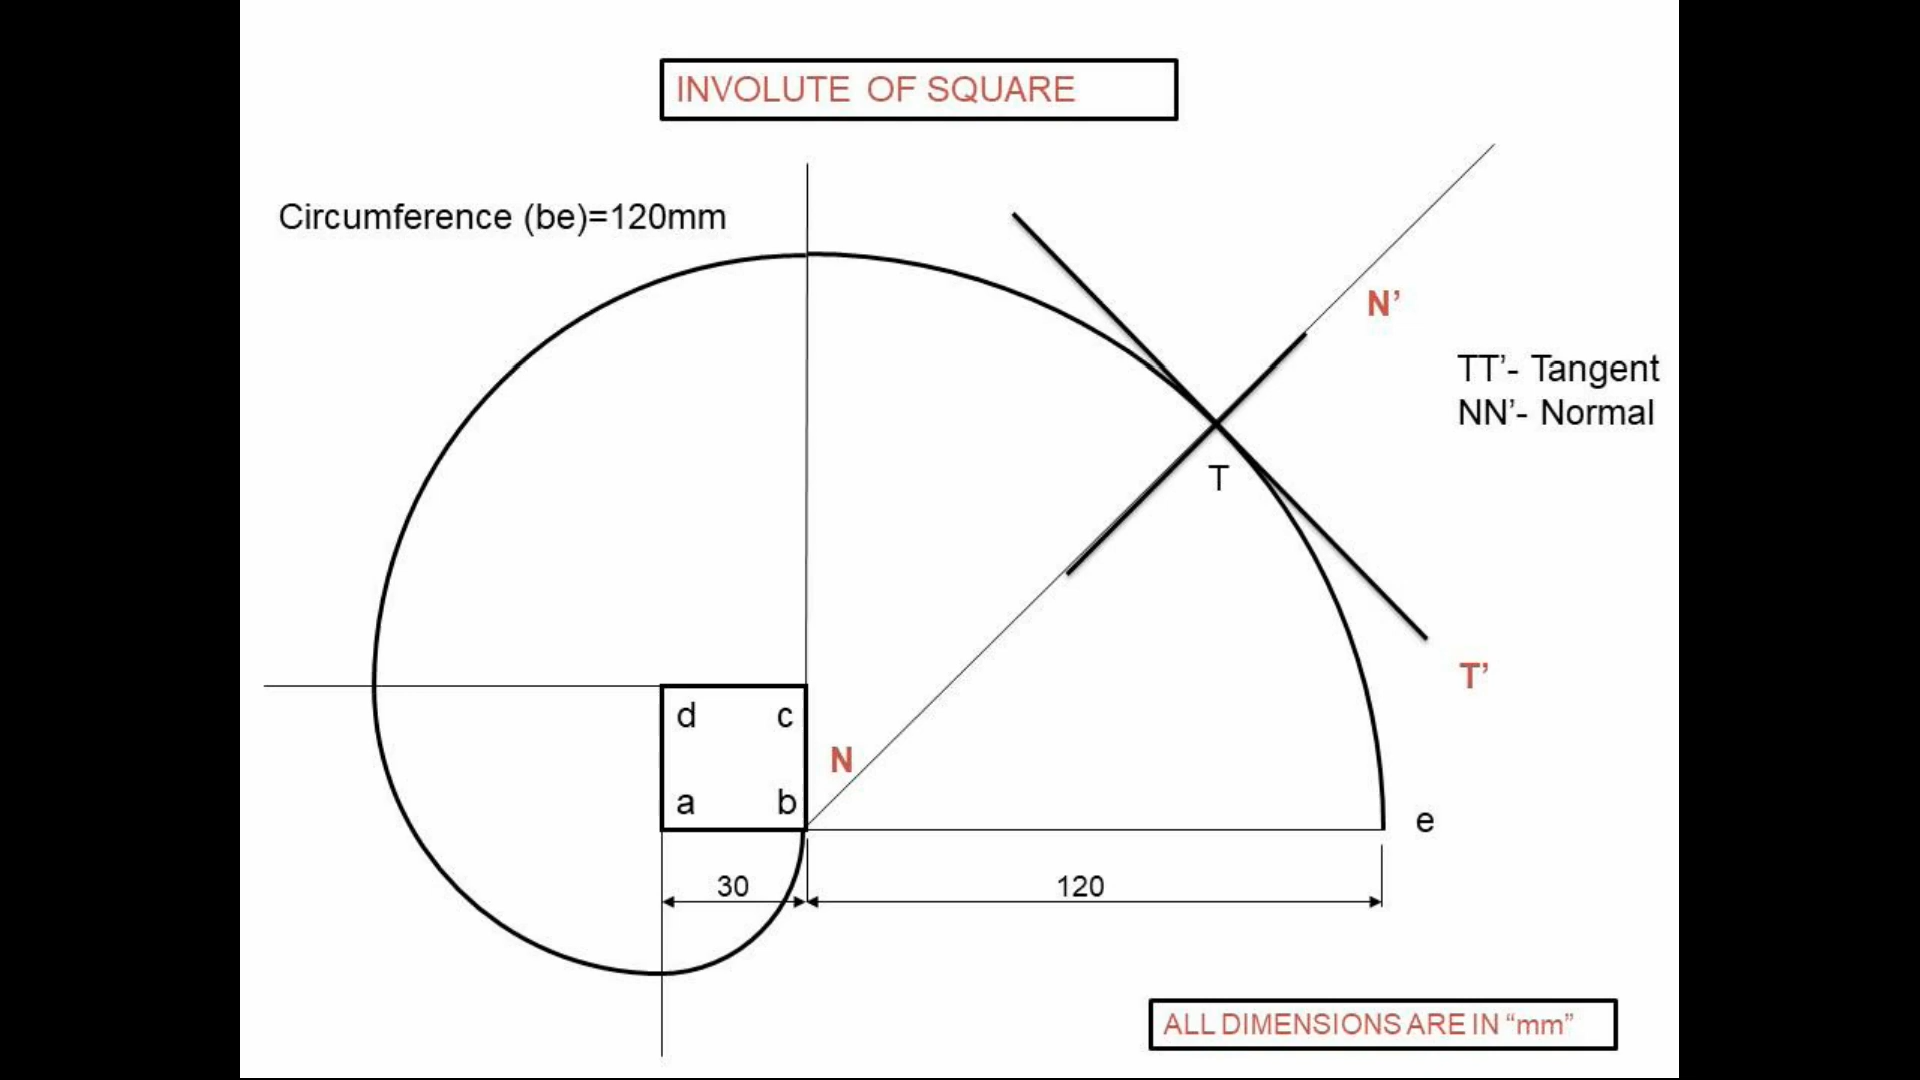 INVOLUTE OF SQUARE
Circumference (be)=120mm
N’
TT’- Tangent
NN’- Normal
T
T’
d c
N
a b
e
30
120
ALL DIMENSIONS ARE IN “mm”